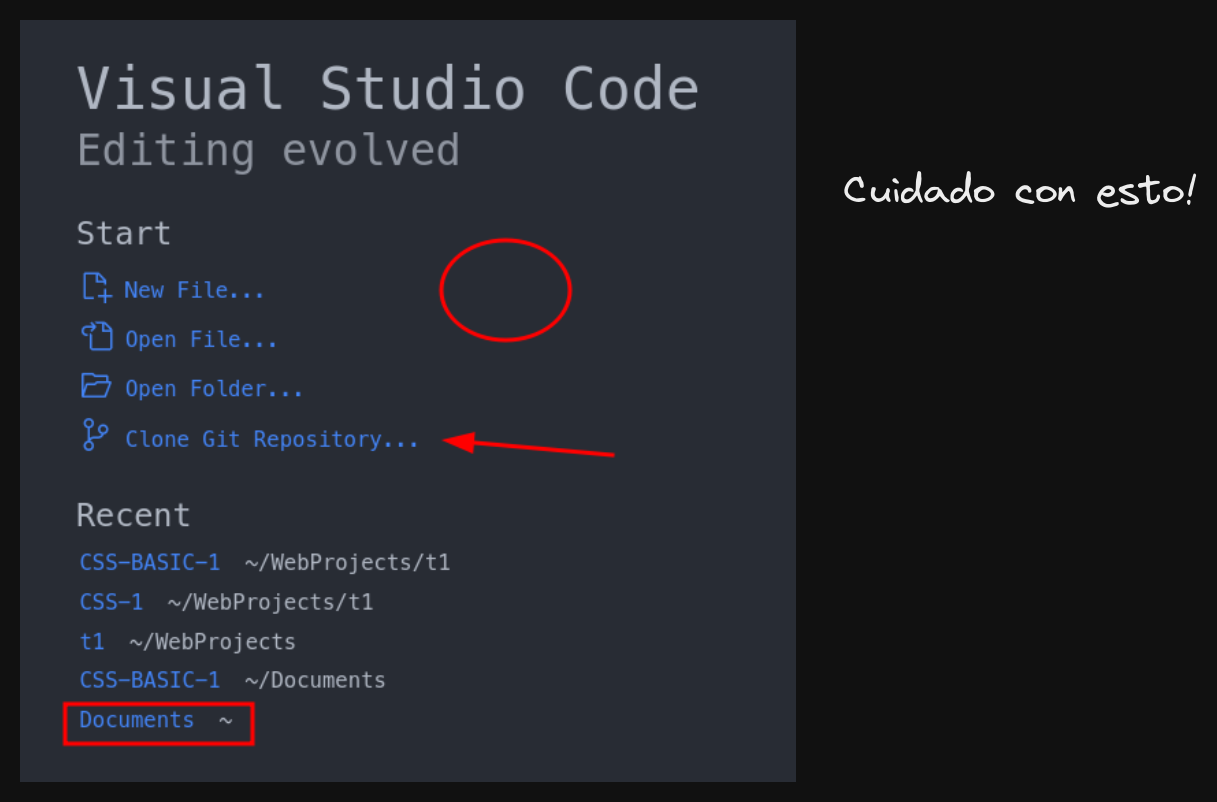 Visual Studio Code
Editing evolved
Cuidado con esto!
Start
New File...
Open File...
Open Folder...
Clone Git Repository...
Recent
CSS-BASIC-1 ~/WebProjects/t1
CSS-1 ~/WebProjects/t1
t1 ~/WebProjects
CSS-BASIC-1 ~/Documents
Documents ~